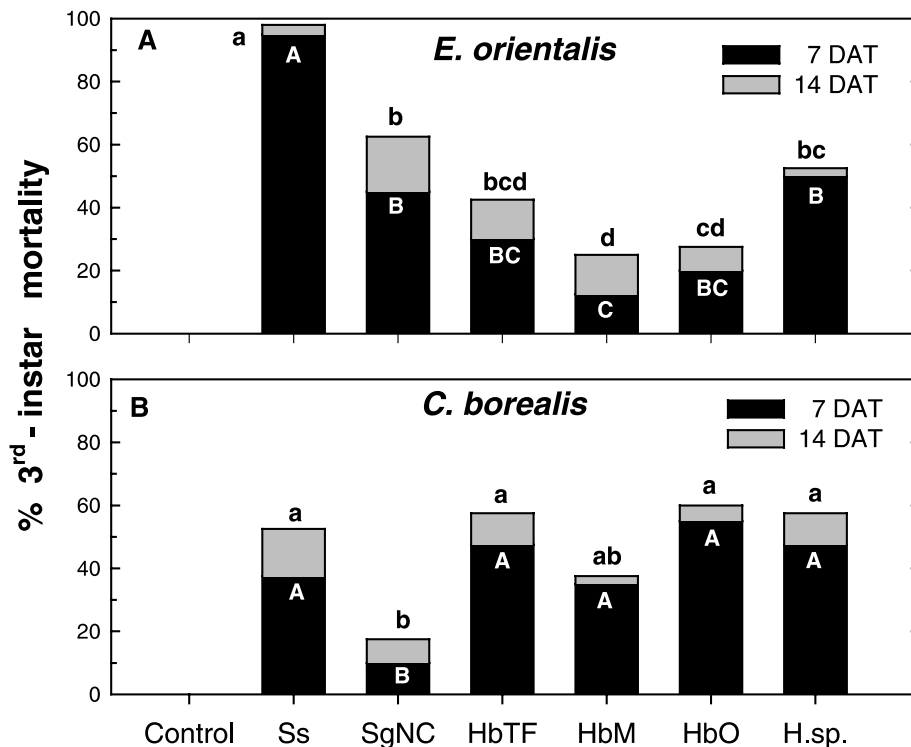 % 3rd - instar mortality
A
E. orientalis
7 DAT
14 DAT
100
80
60
40
20
0
a
A
b
B
bcd
BC
d
C
cd
BC
bc
B
B
C. borealis
7 DAT
14 DAT
100
80
60
40
20
0
a
A
b
B
a
A
ab
A
a
A
a
A
Control Ss SgNC HbTF HbM HbO H.sp.